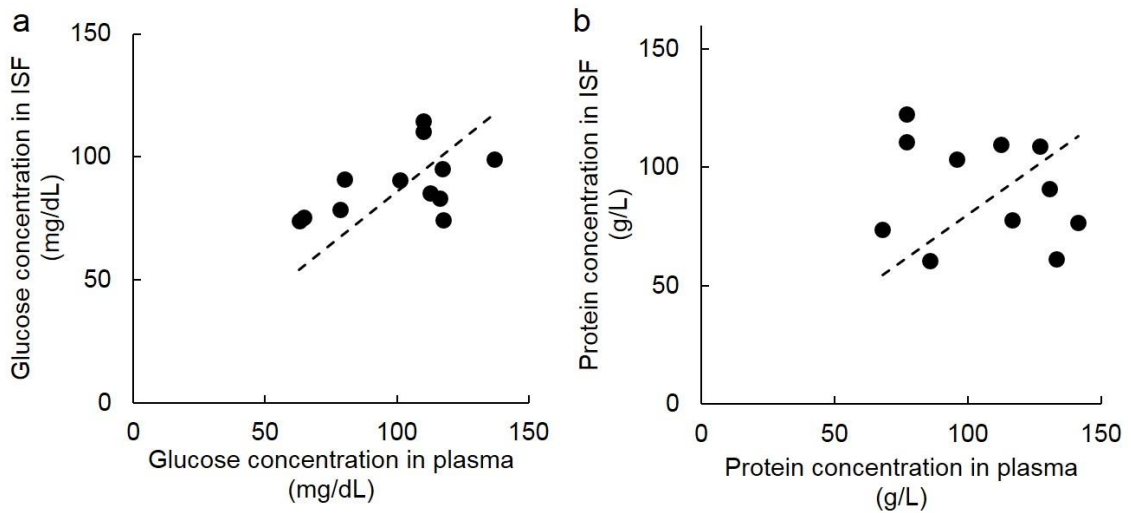 a
Glucose concentration in ISF
(mg/dL)
150
100
50
0
0 50 100 150
Glucose concentration in plasma
(mg/dL)
b
Protein concentration in ISF
(g/L)
150
100
50
0
0 50 100 150
Protein concentration in plasma
(g/L)